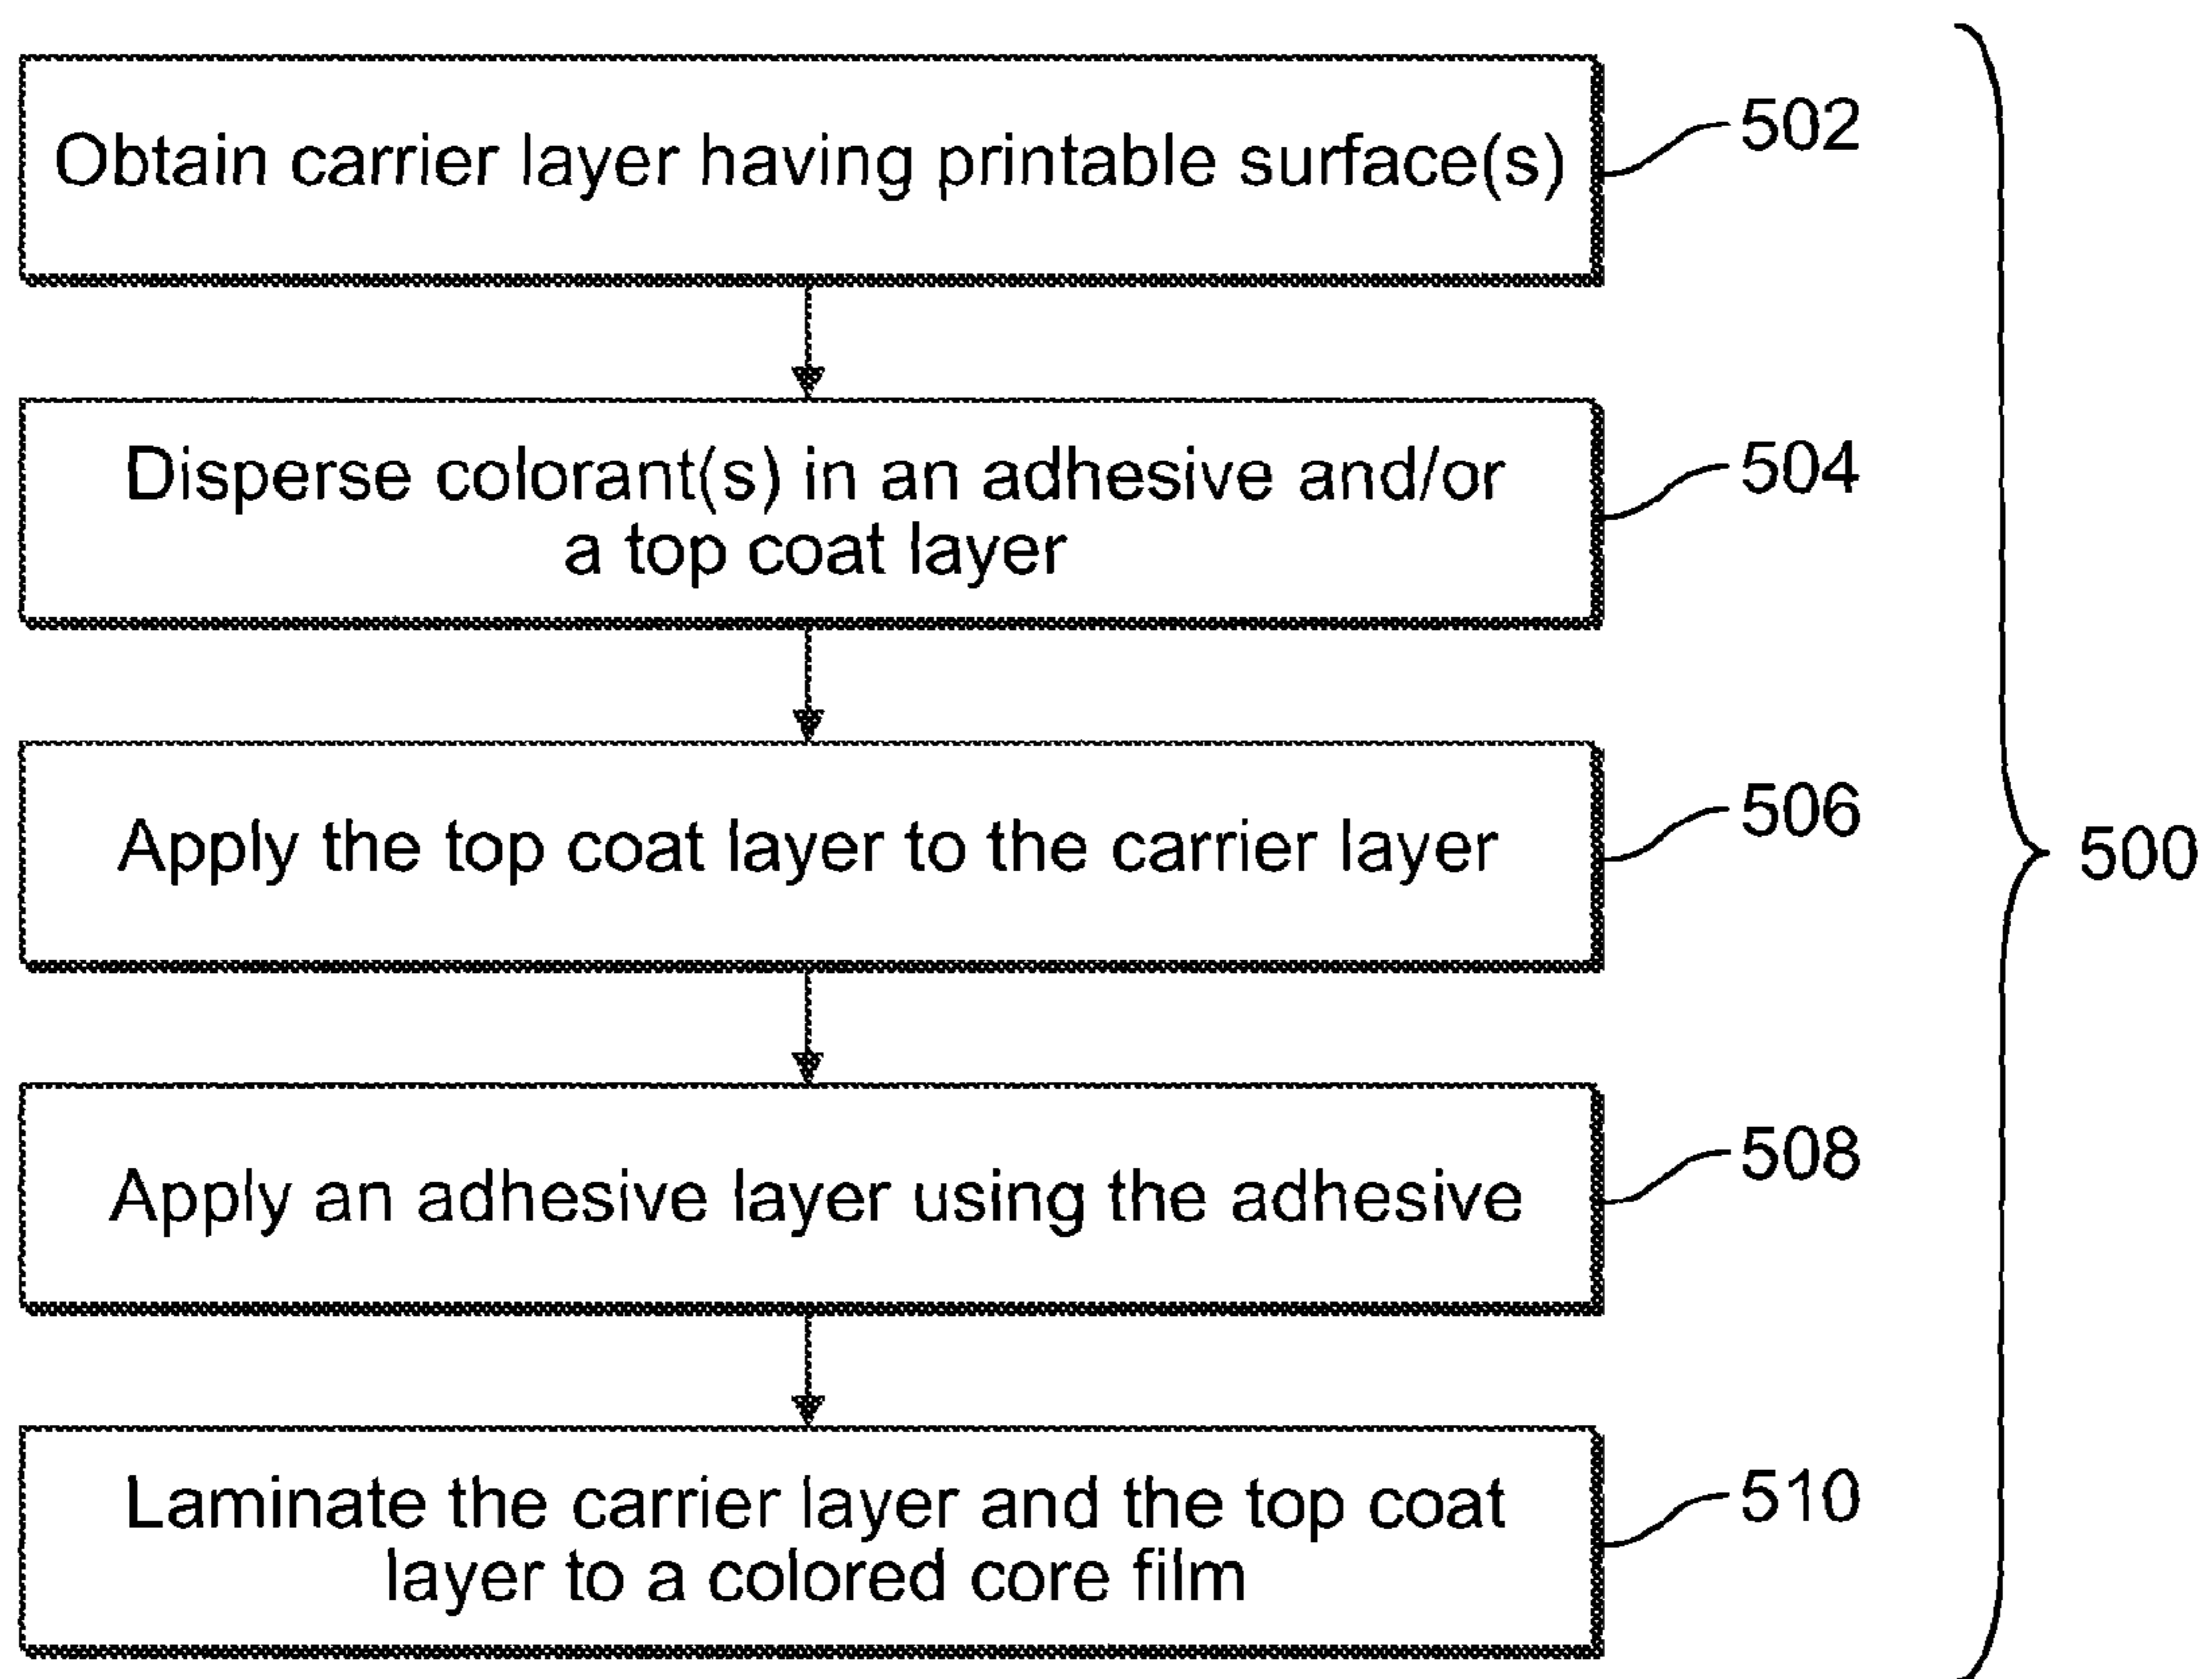 Obtain carrier layer having printable surface(s)
502
Disperse colorant(s) in an adhesive and/or
a top coat layer
504
Apply the top coat layer to the carrier layer
506
500
Apply an adhesive layer using the adhesive
508
Laminate the carrier layer and the top coat
layer to a colored core film
510